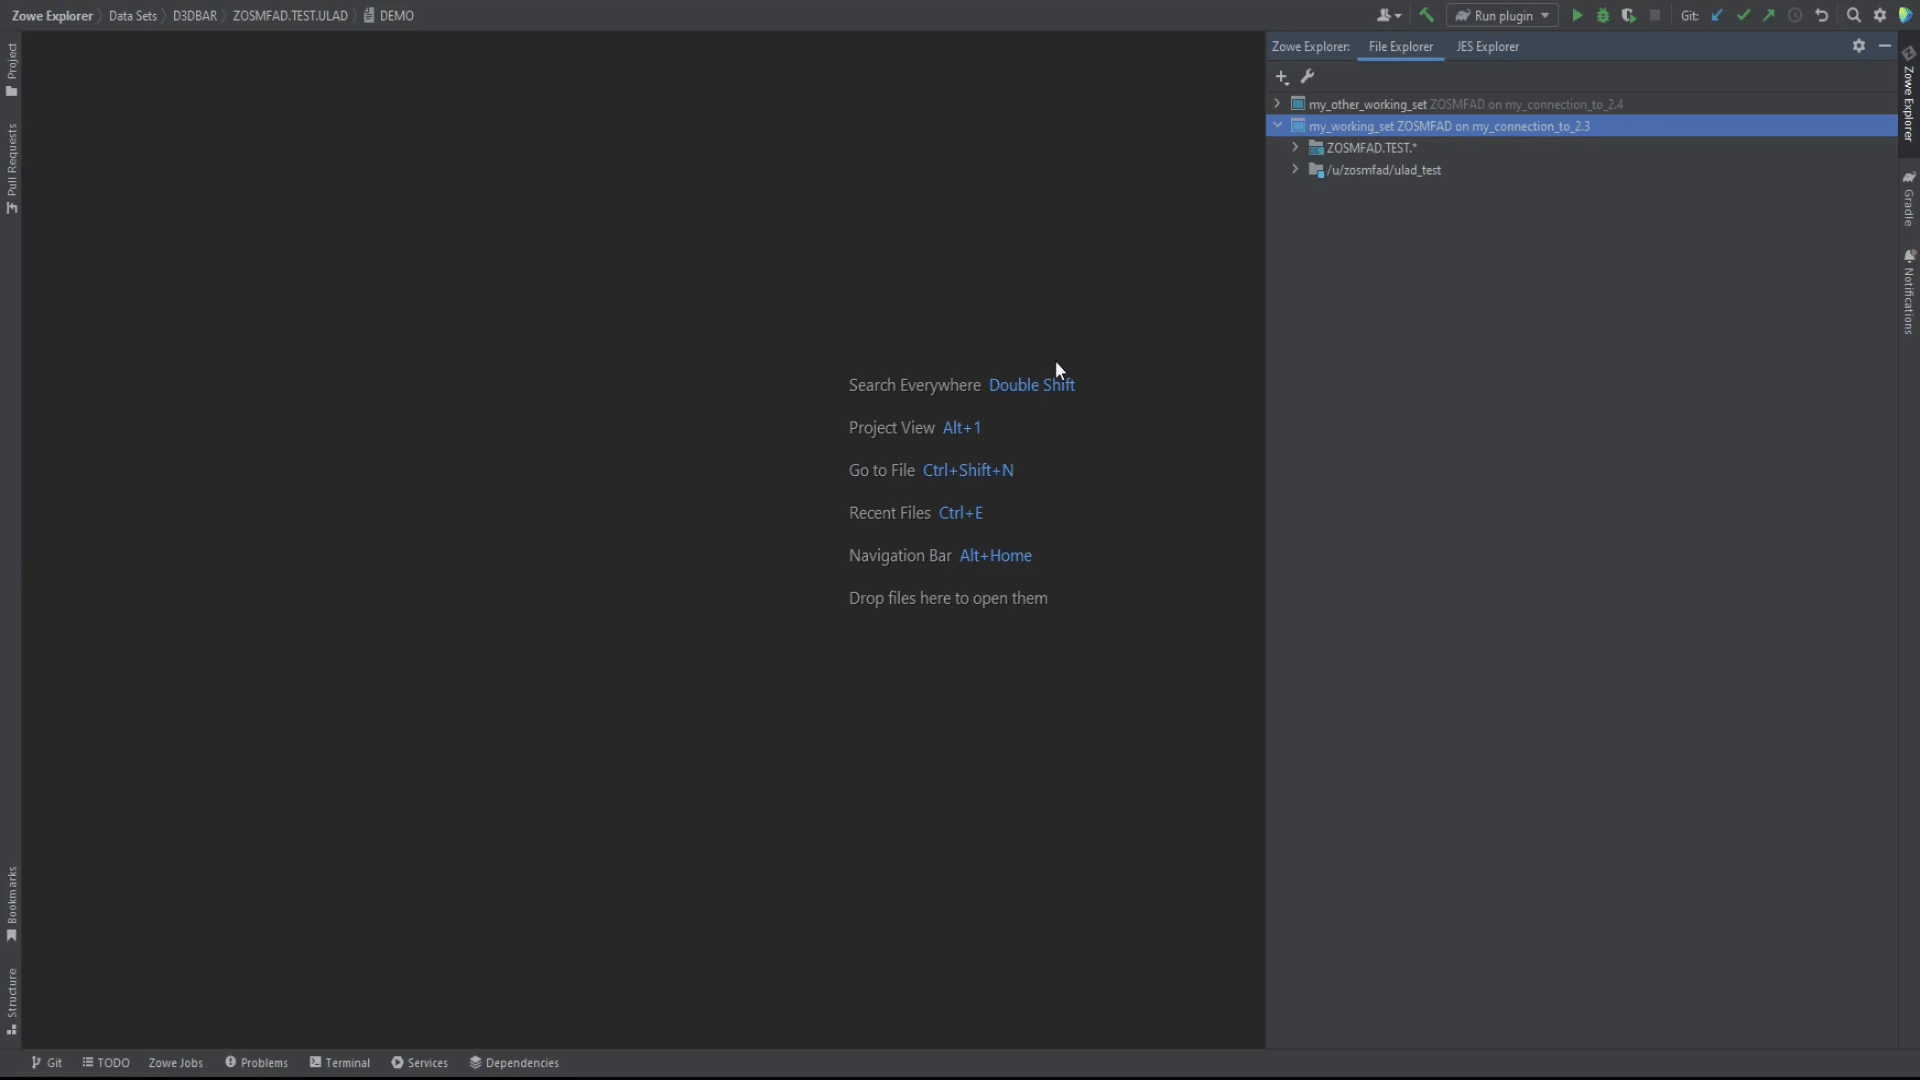 Zowe Explorer Data Sets D3DBAR ZOSMFAD.TEST.ULAD DEMO
Run plugin
Git:
Project
Pull Requests
Bookmarks
Structure
Search Everywhere Double Shift
Project View Alt+1
Go to File Ctrl+Shift+N
Recent Files Ctrl+E
Navigation Bar Alt+Home
Drop files here to open them
Zowe Explorer: File Explorer JES Explorer
my_other_working_set ZOSMFAD on my_connection_to_2.4
my_working_set ZOSMFAD on my_connection_to_2.3
ZOSMFAD.TEST.*
/u/zosmfad/ulad_test
Zowe Explorer
Gradle
Notifications
Git TODO Zowe Jobs Problems Terminal Services Dependencies